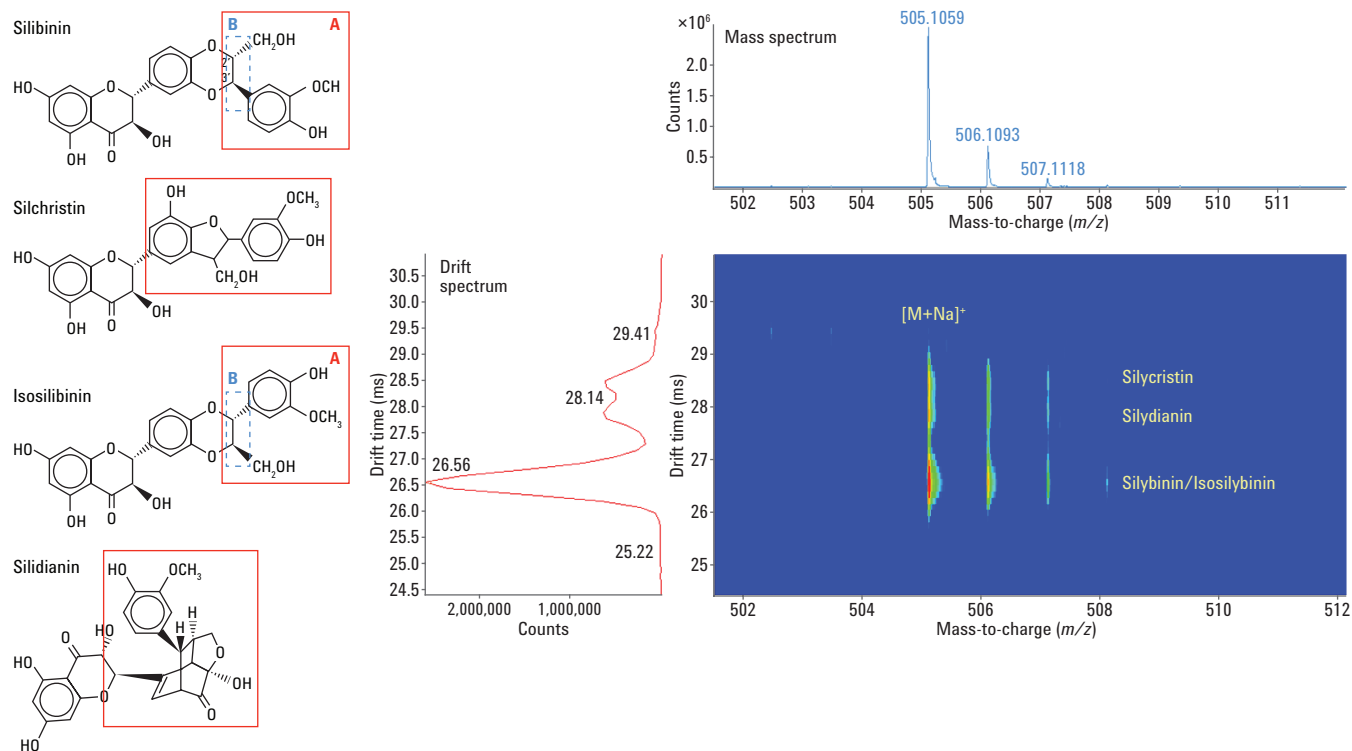 Silibinin
B
A
O
CH2OH
2′
3′
O
OCH
OH
HO
O
O
OH
OH
Silchristin
OH
O
OCH3
OH
CH2OH
HO
O
O
OH
OH
Isosilibinin
B
A
OH
OCH3
O
O
CH2OH
HO
O
O
OH
OH
Silidianin
HO
OCH3
H
H
HO
O
O
OH
O
OH
O
HO
×10⁶
Mass spectrum
505.1059
506.1093
507.1118
Counts
2.0
1.5
1.0
0.5
502 503 504 505 506 507 508 509 510 511
Mass-to-charge (m/z)
Drift spectrum
Drift time (ms)
30.5
30.0
29.5
29.0
28.5
28.0
27.5
27.0
26.5
26.0
25.5
25.0
24.5
29.41
28.14
26.56
25.22
2,000,000 1,000,000
Counts
Drift time (ms)
30
29
28
27
26
25
[M+Na]⁺
Silycristin
Silydianin
Silybinin/Isosilybinin
502 504 506 508 510 512
Mass-to-charge (m/z)